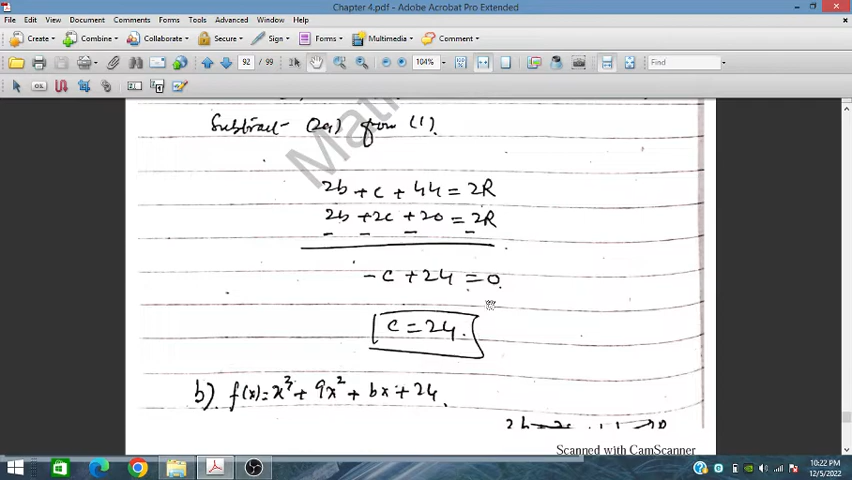 Chapter 4.pdf - Adobe Acrobat Pro Extended
File Edit View Document Comments Forms Tools Advanced Window Help
Create Combine Collaborate Secure Sign Forms Multimedia Comment
92 / 99 104% Find
Subtract (2a) from (1).
2b + c + 44 = 2R
2b + 2c + 20 = 2R
- - - -
-c + 24 = 0
c = 24.
b) f(x) = x³ + 9x² + bx + 24
Scanned with CamScanner
10:22 PM
12/5/2022